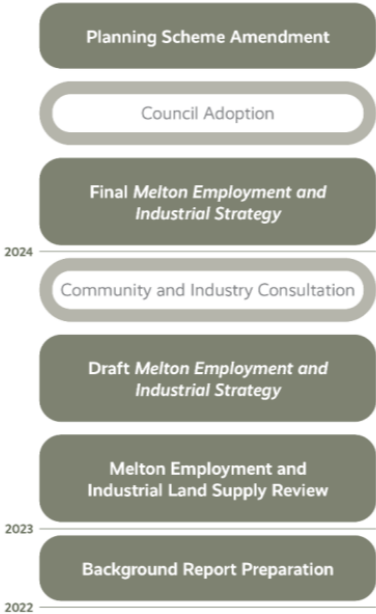 Planning Scheme Amendment
Council Adoption
Final Melton Employment and
Industrial Strategy
2024
Community and Industry Consultation
Draft Melton Employment and
Industrial Strategy
Melton Employment and
Industrial Land Supply Review
2023
Background Report Preparation
2022